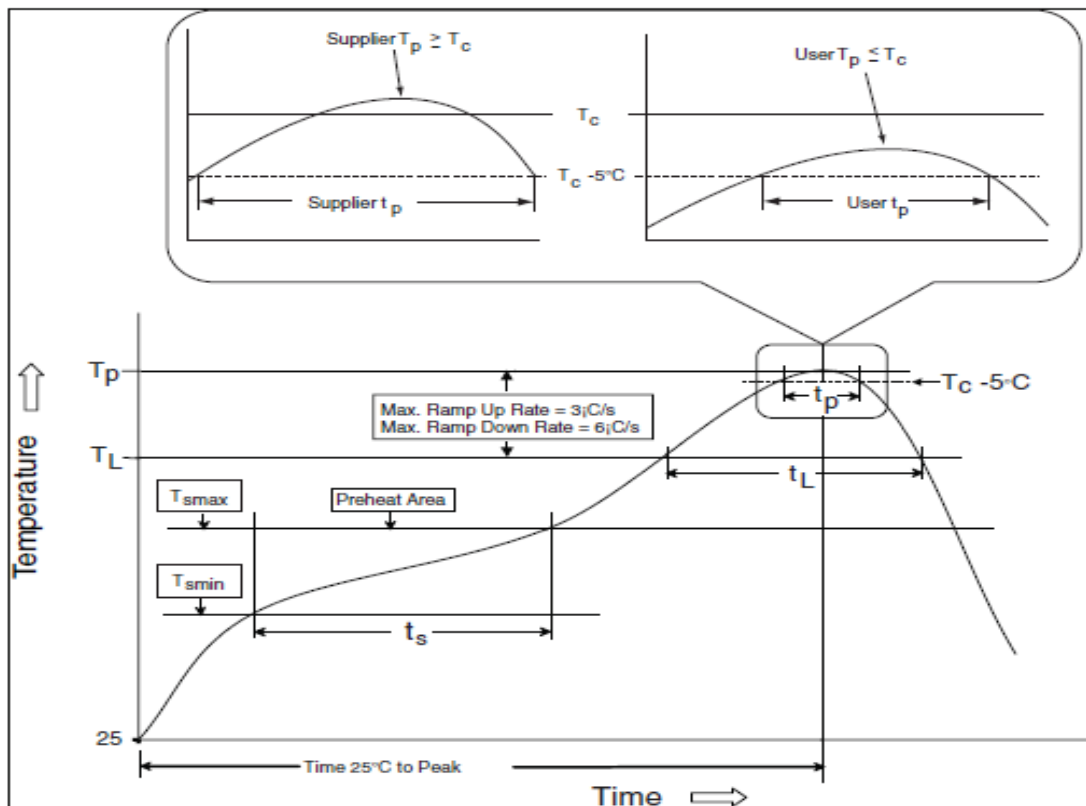 Supplier Tp ≥ Tc
User Tp ≤ Tc
Tc
Tc -5°C
Supplier tp
User tp
Tp
Tc -5°C
tp
Max. Ramp Up Rate = 3¡C/s
Max. Ramp Down Rate = 6¡C/s
TL
tL
Tsmax
Preheat Area
Tsmin
ts
Temperature
25
Time 25°C to Peak
Time